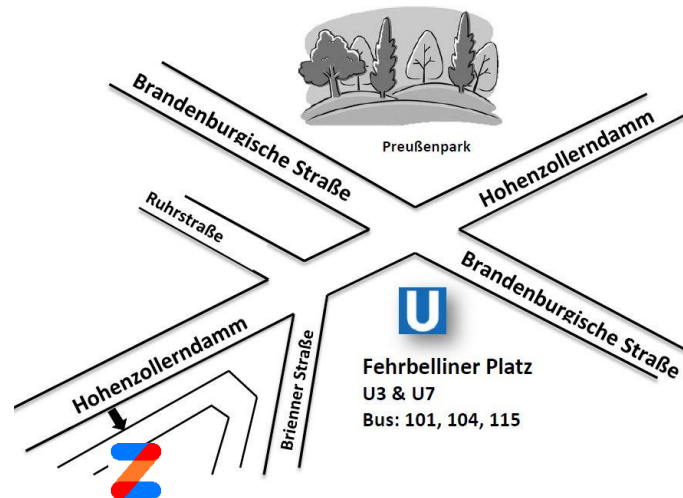 Brandenburgische Straße
Preußenpark
Hohenzollerndamm
Ruhrstraße
Brandenburgische Straße
U
Hohenzollerndamm
Brienner Straße
Fehrbelliner Platz
U3 & U7
Bus: 101, 104, 115
Z